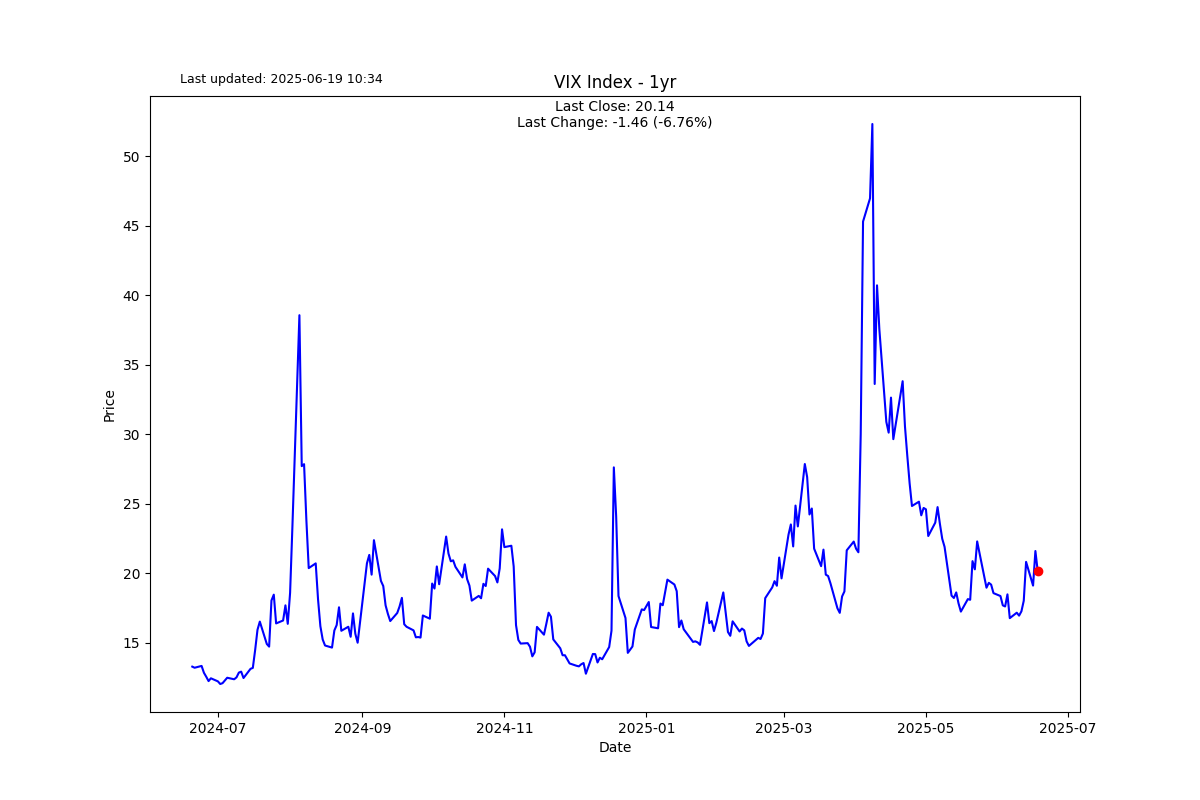 Last updated: 2025-06-19 10:34
VIX Index - 1yr
Last Close: 20.14
Last Change: -1.46 (-6.76%)
50
45
40
35
30
25
20
15
Price
2024-07 2024-09 2024-11 2025-01 2025-03 2025-05 2025-07
Date